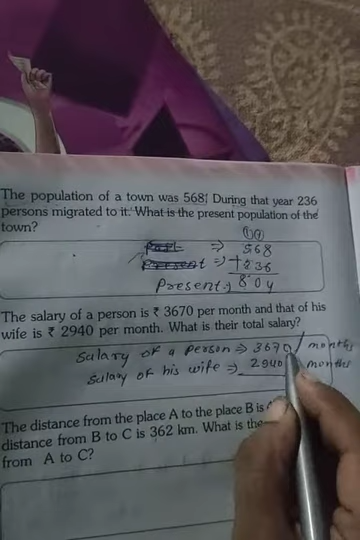 The population of a town was 568. During that year 236
persons migrated to it. What is the present population of the
town?
① ①
⇒ 568
⇒ +236
Present ⇒ 804
The salary of a person is ₹ 3670 per month and that of his
wife is ₹ 2940 per month. What is their total salary?
Salary of a person ⇒ 3670/months
Salary of his wife ⇒ 2940 months
The distance from the place A to the place B is
distance from B to C is 362 km. What is the
from A to C?